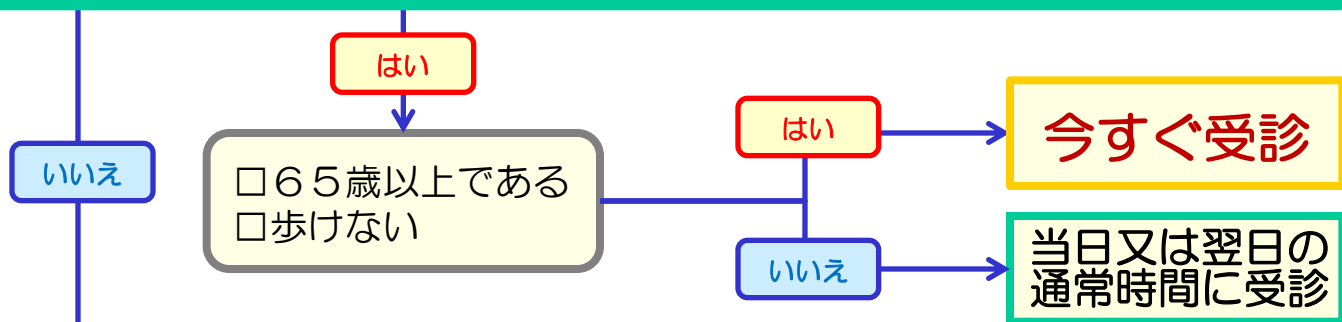 はい
いいえ
□６５歳以上である
□歩けない
はい
今すぐ受診
いいえ
当日又は翌日の
通常時間に受診